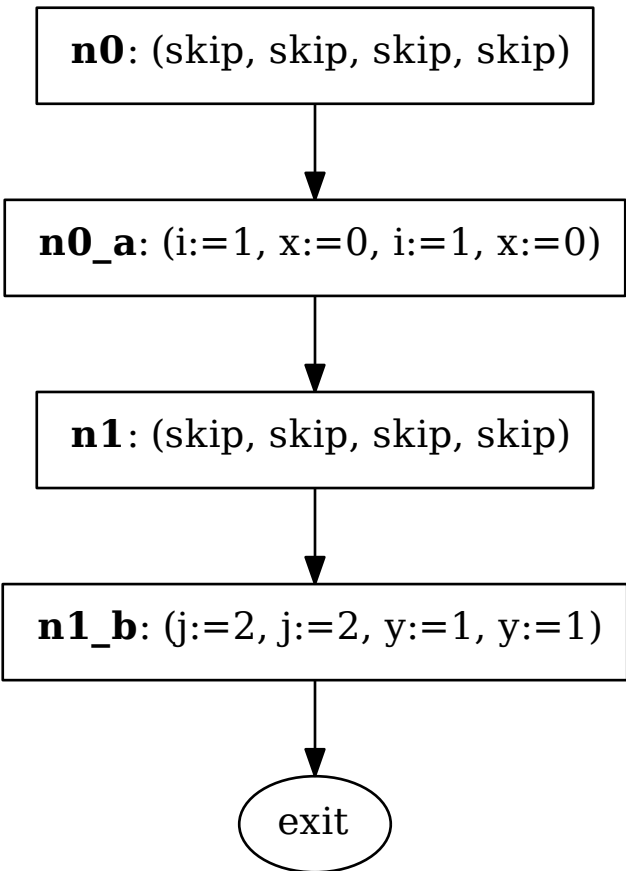 n0: (skip, skip, skip, skip)
n0_a: (i:=1, x:=0, i:=1, x:=0)
n1: (skip, skip, skip, skip)
n1_b: (j:=2, j:=2, y:=1, y:=1)
exit